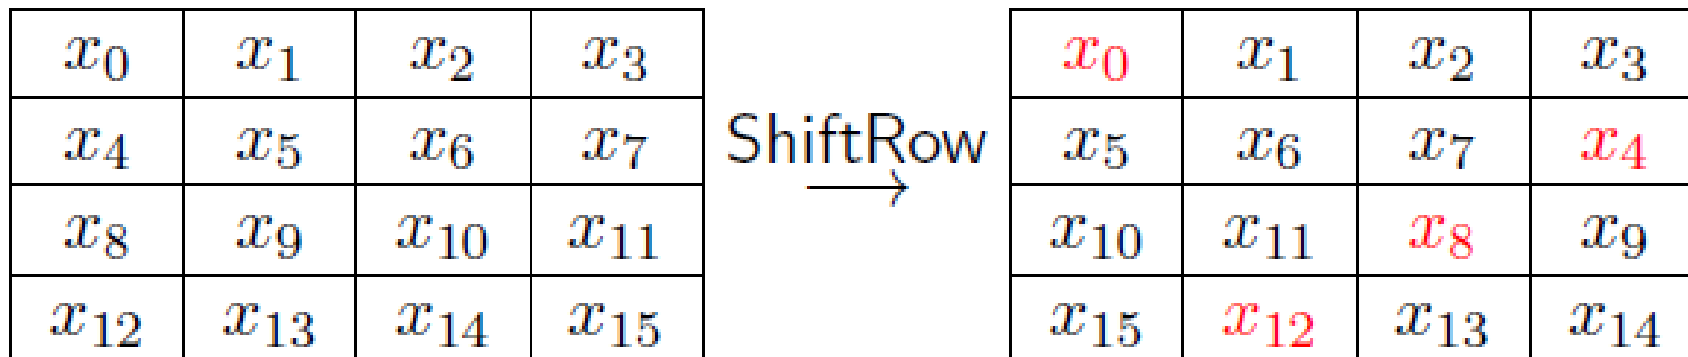 x₀ x₁ x₂ x₃ x₀ x₁ x₂ x₃
x₄ x₅ x₆ x₇ ShiftRow x₅ x₆ x₇ x₄
⟶
x₈ x₉ x₁₀ x₁₁ x₁₀ x₁₁ x₈ x₉
x₁₂ x₁₃ x₁₄ x₁₅ x₁₅ x₁₂ x₁₃ x₁₄